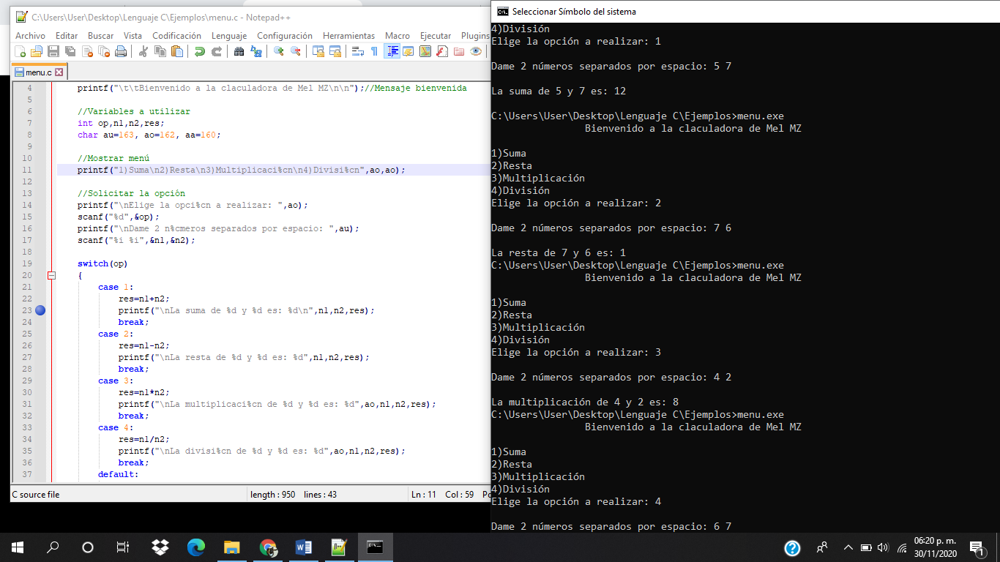 C:\Users\User\Desktop\Lenguaje C\Ejemplos\menu.c - Notepad++
Archivo Editar Buscar Vista Codificación Lenguaje Configuración Herramientas Macro Ejecutar Plugins
menu.c
4 printf("\t\tBienvenido a la claculadora de Mel MZ\n\n");//Mensaje bienvenida
5
6 //Variables a utilizar
7 int op,n1,n2,res;
8 char au=163, ao=162, aa=160;
9
10 //Mostrar menú
11 printf("1)Suma\n2)Resta\n3)Multiplicaci%cn\n4)Divisi%cn",ao,ao);
12
13 //Solicitar la opción
14 printf("\nElige la opci%cn a realizar: ",ao);
15 scanf("%d",&op);
16 printf("\nDame 2 n%cmeros separados por espacio: ",au);
17 scanf("%i %i",&n1,&n2);
18
19 switch(op)
20 {
21 case 1:
22 res=n1+n2;
23 printf("\nLa suma de %d y %d es: %d\n",n1,n2,res);
24 break;
25 case 2:
26 res=n1-n2;
27 printf("\nLa resta de %d y %d es: %d",n1,n2,res);
28 break;
29 case 3:
30 res=n1*n2;
31 printf("\nLa multiplicaci%cn de %d y %d es: %d",ao,n1,n2,res);
32 break;
33 case 4:
34 res=n1/n2;
35 printf("\nLa divisi%cn de %d y %d es: %d",ao,n1,n2,res);
36 break;
37 default:
C source file length : 950 lines : 43 Ln : 11 Col : 59 Po
Seleccionar Símbolo del sistema
4)División
Elige la opción a realizar: 1
Dame 2 números separados por espacio: 5 7
La suma de 5 y 7 es: 12
C:\Users\User\Desktop\Lenguaje C\Ejemplos>menu.exe
Bienvenido a la claculadora de Mel MZ
1)Suma
2)Resta
3)Multiplicación
4)División
Elige la opción a realizar: 2
Dame 2 números separados por espacio: 7 6
La resta de 7 y 6 es: 1
C:\Users\User\Desktop\Lenguaje C\Ejemplos>menu.exe
Bienvenido a la claculadora de Mel MZ
1)Suma
2)Resta
3)Multiplicación
4)División
Elige la opción a realizar: 3
Dame 2 números separados por espacio: 4 2
La multiplicación de 4 y 2 es: 8
C:\Users\User\Desktop\Lenguaje C\Ejemplos>menu.exe
Bienvenido a la claculadora de Mel MZ
1)Suma
2)Resta
3)Multiplicación
4)División
Elige la opción a realizar: 4
Dame 2 números separados por espacio: 6 7
06:20 p. m.
30/11/2020
1